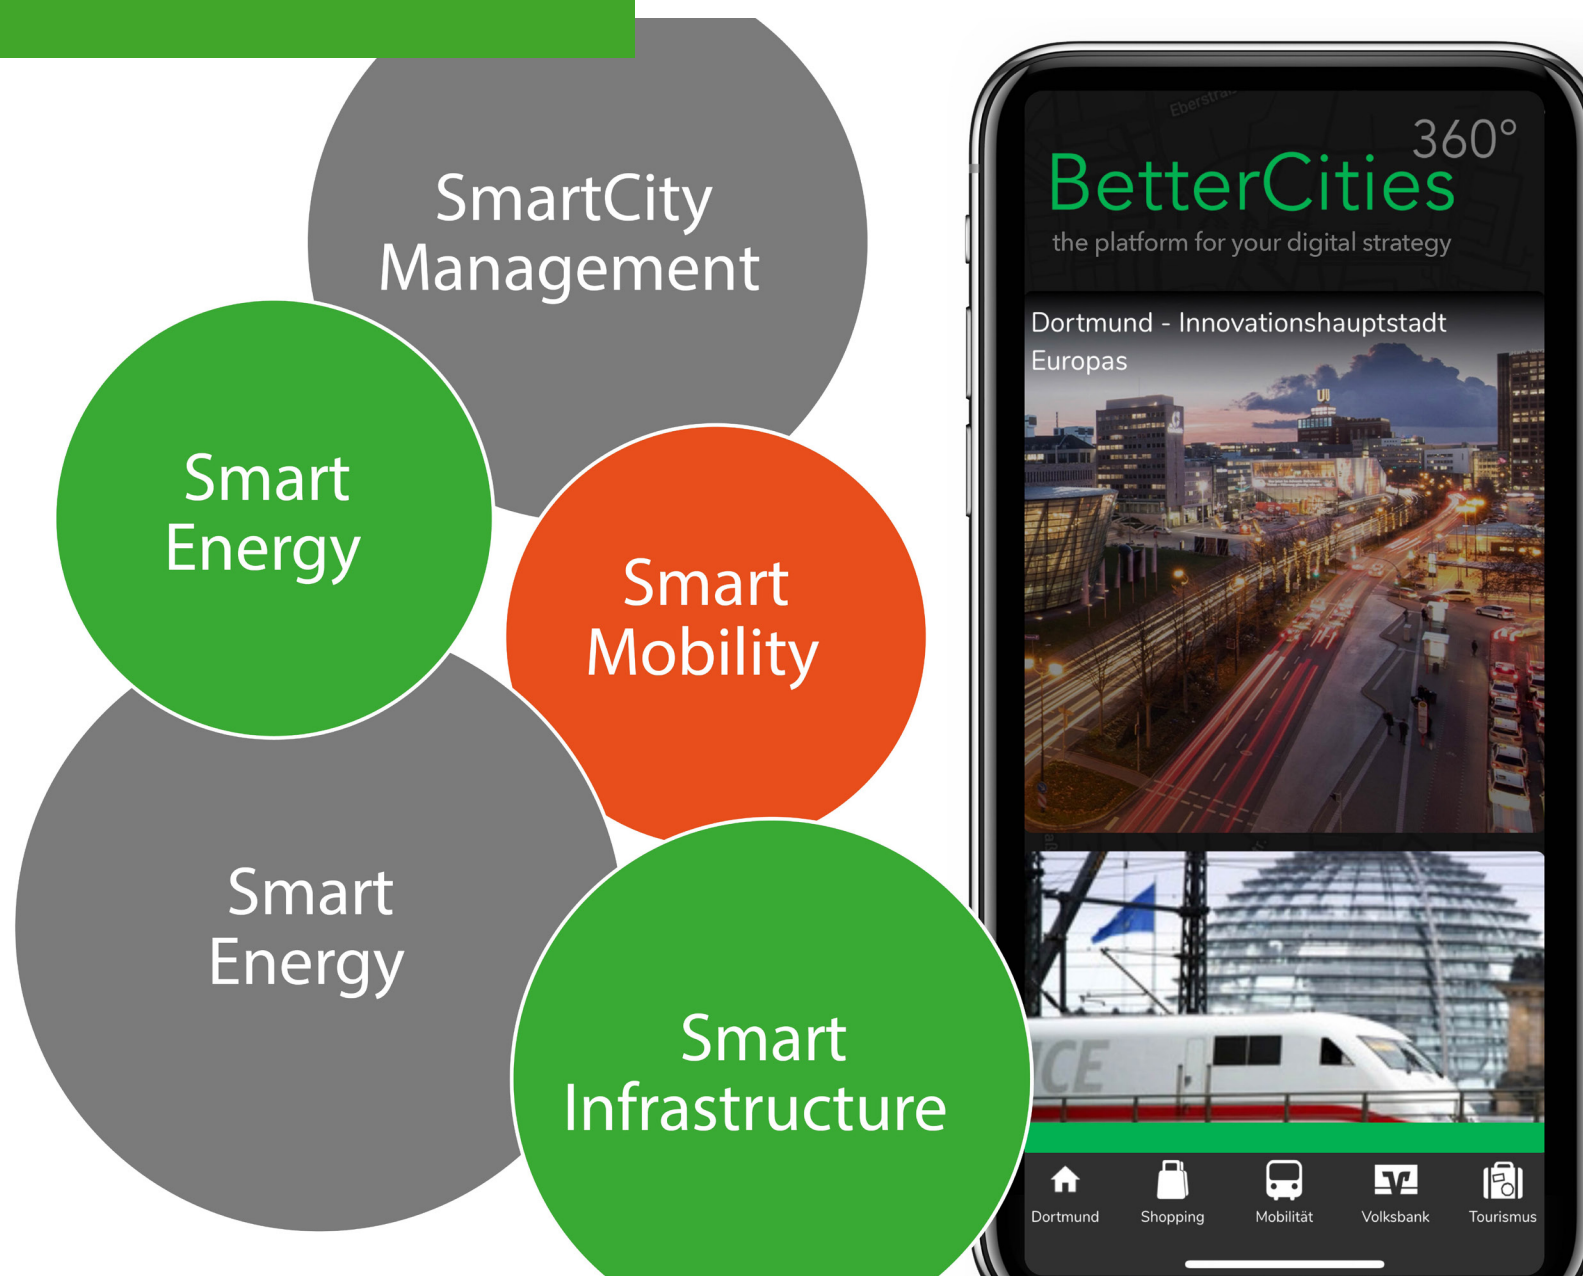 SmartCity
Management
Smart
Energy
Smart
Mobility
Smart
Energy
Smart
Infrastructure
360°
BetterCities
the platform for your digital strategy
Dortmund - Innovationshauptstadt
Europas
ICE
Dortmund
Shopping
Mobilität
Volksbank
Tourismus